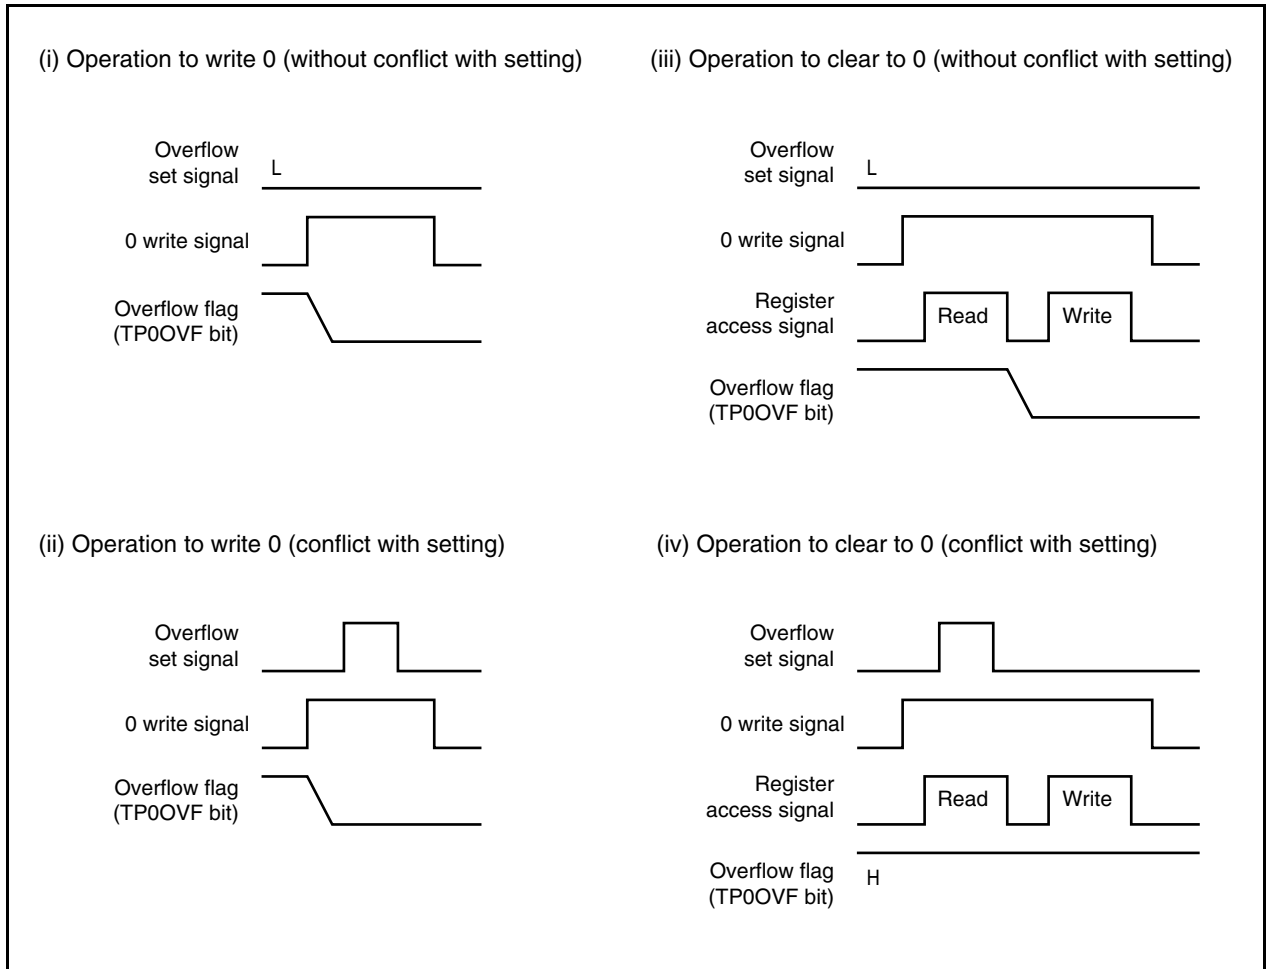 (i) Operation to write 0 (without conflict with setting)
Overflow
set signal
L
0 write signal
Overflow flag
(TP0OVF bit)
(iii) Operation to clear to 0 (without conflict with setting)
Overflow
set signal
L
0 write signal
Register
access signal
Read
Write
Overflow flag
(TP0OVF bit)
(ii) Operation to write 0 (conflict with setting)
Overflow
set signal
0 write signal
Overflow flag
(TP0OVF bit)
(iv) Operation to clear to 0 (conflict with setting)
Overflow
set signal
0 write signal
Register
access signal
Read
Write
Overflow flag
(TP0OVF bit)
H